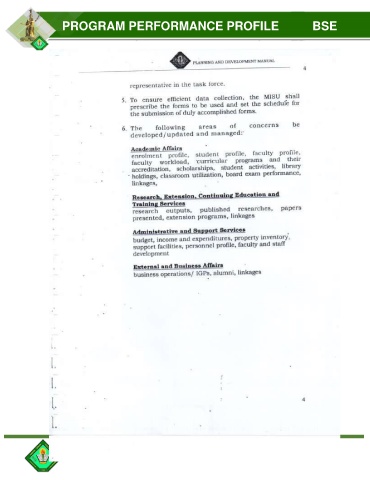 PROGRAM PERFORMANCE PROFILE BSE
PLANNING AND DEVELOPMENT MANUAL
4
representative in the task force.
5. To ensure efficient data collection, the MISU shall
prescribe the forms to be used and set the schedule for
the submission of duly accomplished forms.
6. The following areas of concerns be
developed/updated and managed:
Academic Affairs
enrolment profile, student profile, faculty profile,
faculty workload, curricular programs and their
accreditation, scholarships, student activities, library
holdings, classroom utilization, board exam performance,
linkages,
Research, Extension, Continuing Education and
Training Services
research outputs, published researches, papers
presented, extension programs, linkages
Administrative and Support Services
budget, income and expenditures, property inventory,
support facilities, personnel profile, faculty and staff
development
External and Business Affairs
business operations/ IGPs, alumni, linkages
4